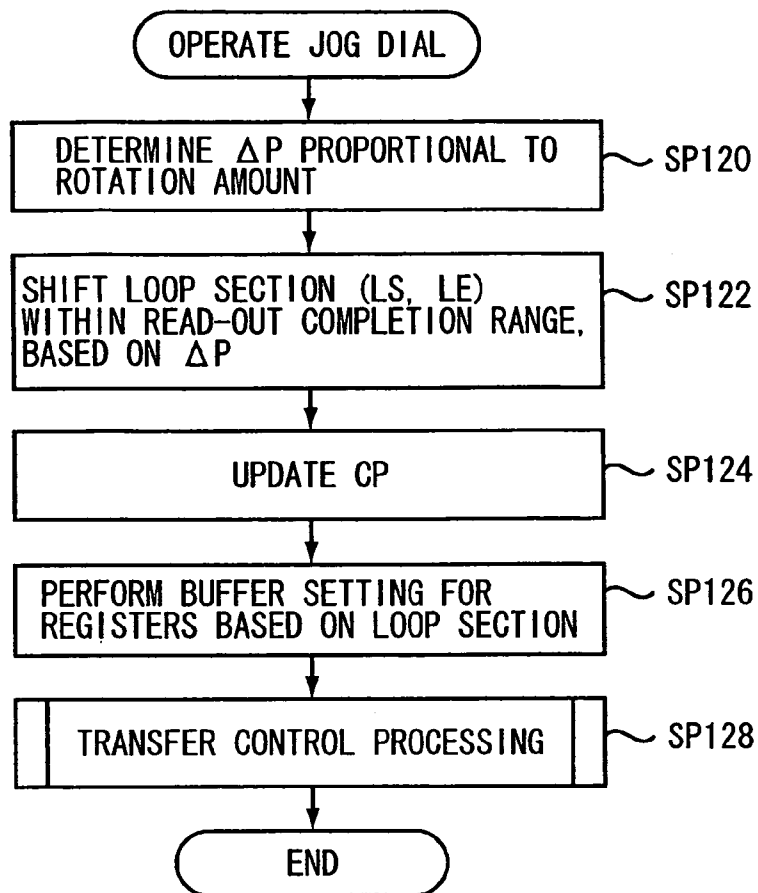 OPERATE JOG DIAL
DETERMINE ΔP PROPORTIONAL TO
ROTATION AMOUNT
SP120
SHIFT LOOP SECTION (LS, LE)
WITHIN READ-OUT COMPLETION RANGE,
BASED ON ΔP
SP122
UPDATE CP
SP124
PERFORM BUFFER SETTING FOR
REGISTERS BASED ON LOOP SECTION
SP126
TRANSFER CONTROL PROCESSING
SP128
END